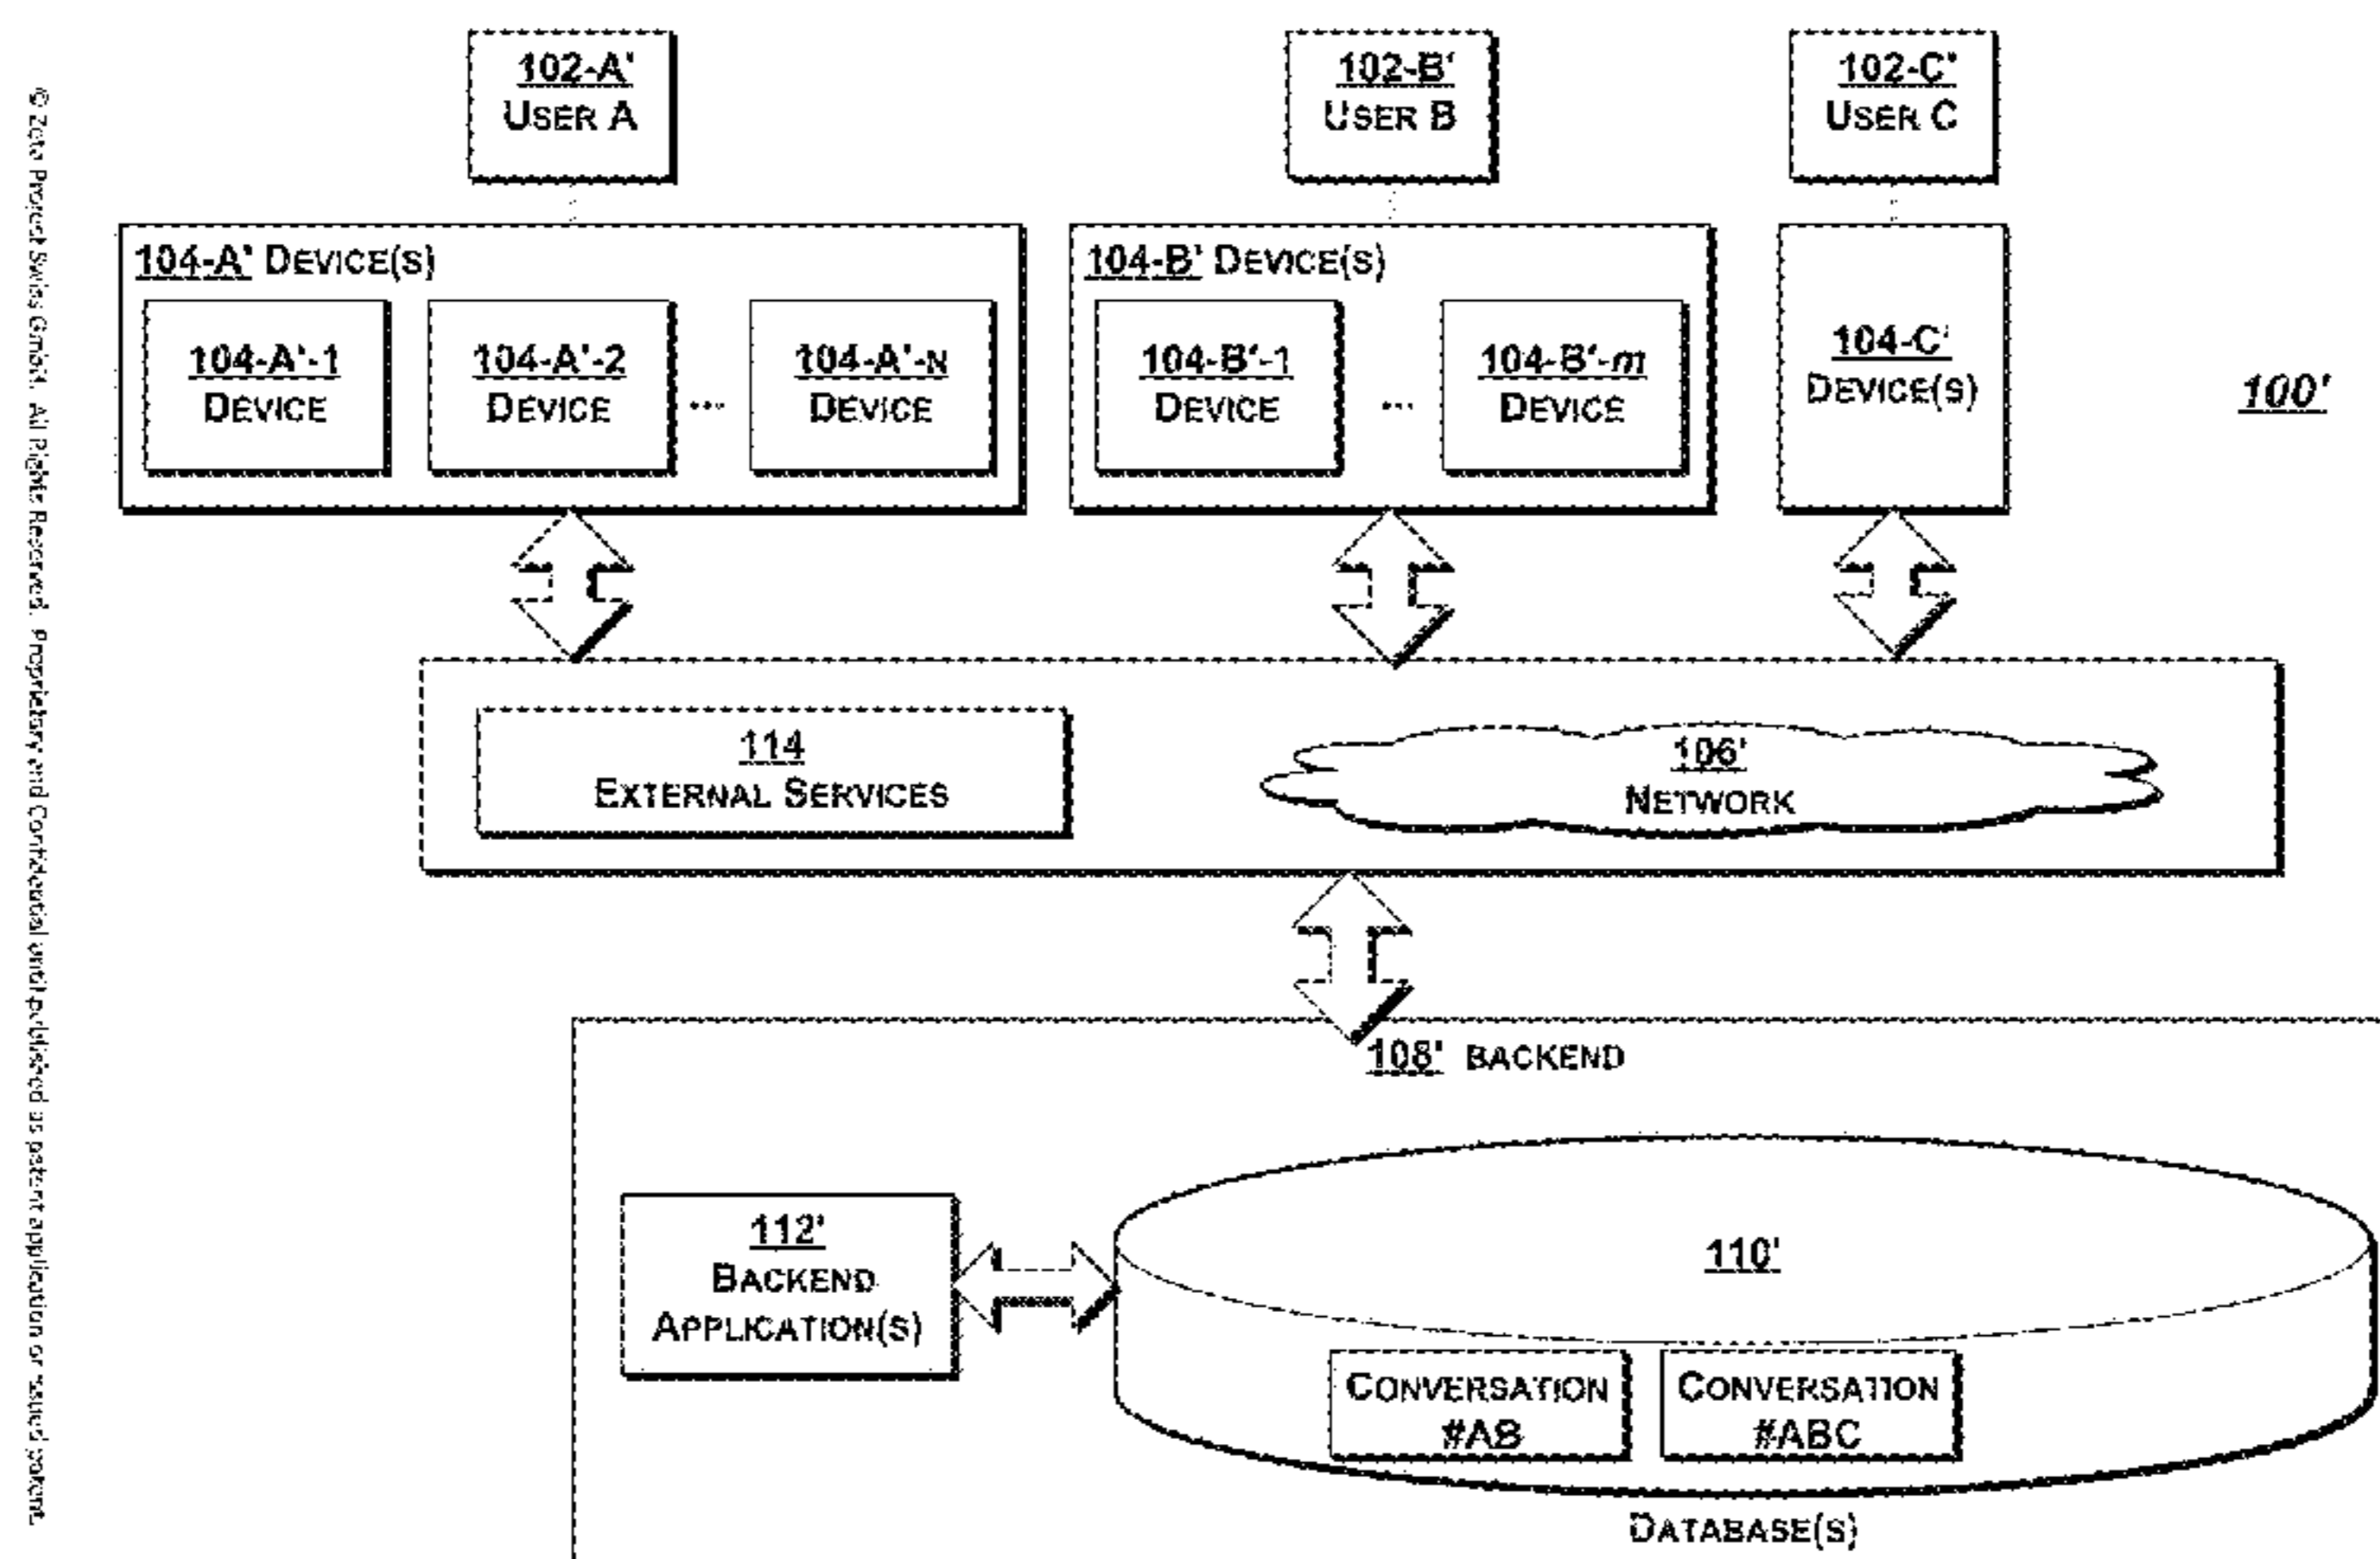 102-A' 
USER A
102-B'
USER B
102-C'
USER C
104-A' DEVICE(S)
104-A'-1
DEVICE
104-A'-2
DEVICE
...
104-A'-N
DEVICE
104-B' DEVICE(S)
104-B'-1
DEVICE
...
104-B'-m
DEVICE
104-C'
DEVICE(S)
100'
114
EXTERNAL SERVICES
106'
NETWORK
108' BACKEND
112'
BACKEND
APPLICATION(S)
110'
CONVERSATION
#AB
CONVERSATION
#ABC
DATABASE(S)
© Zeta Project Swiss GmbH. All Rights Reserved. Proprietary and Confidential until published as patent application or issued patent.